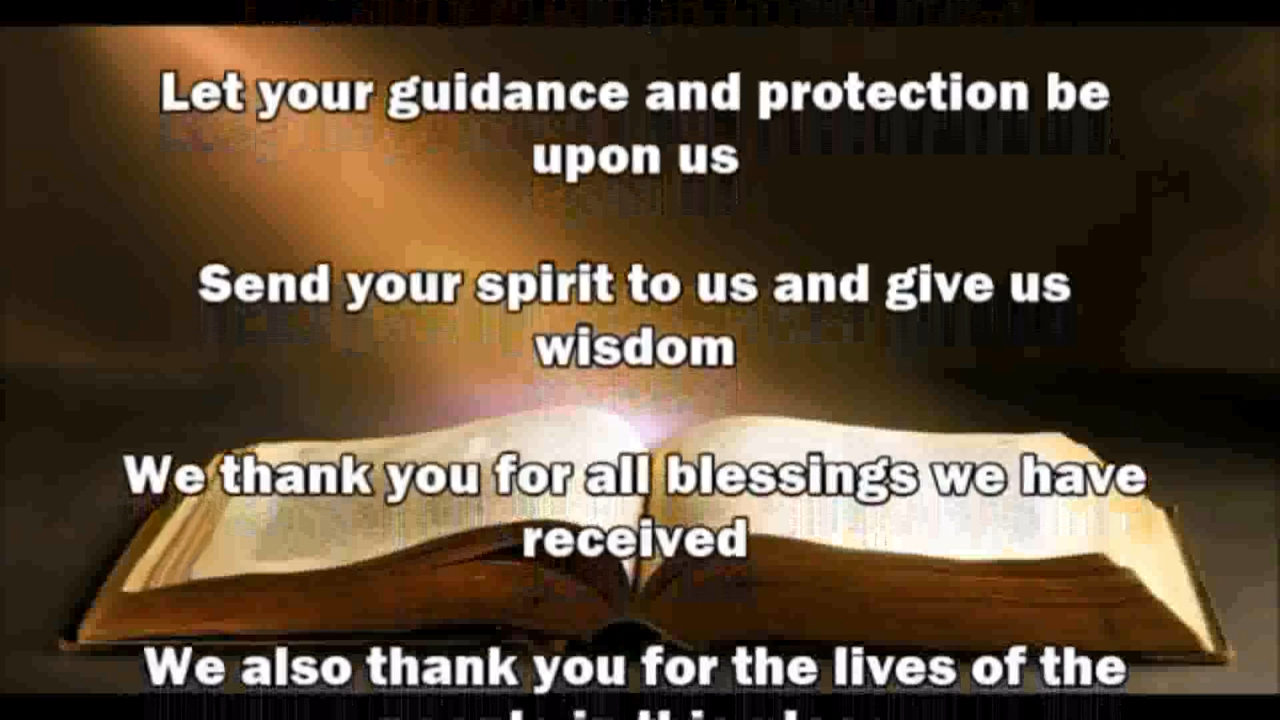 Let your guidance and protection be
upon us
Send your spirit to us and give us
wisdom
We thank you for all blessings we have
received
We also thank you for the lives of the